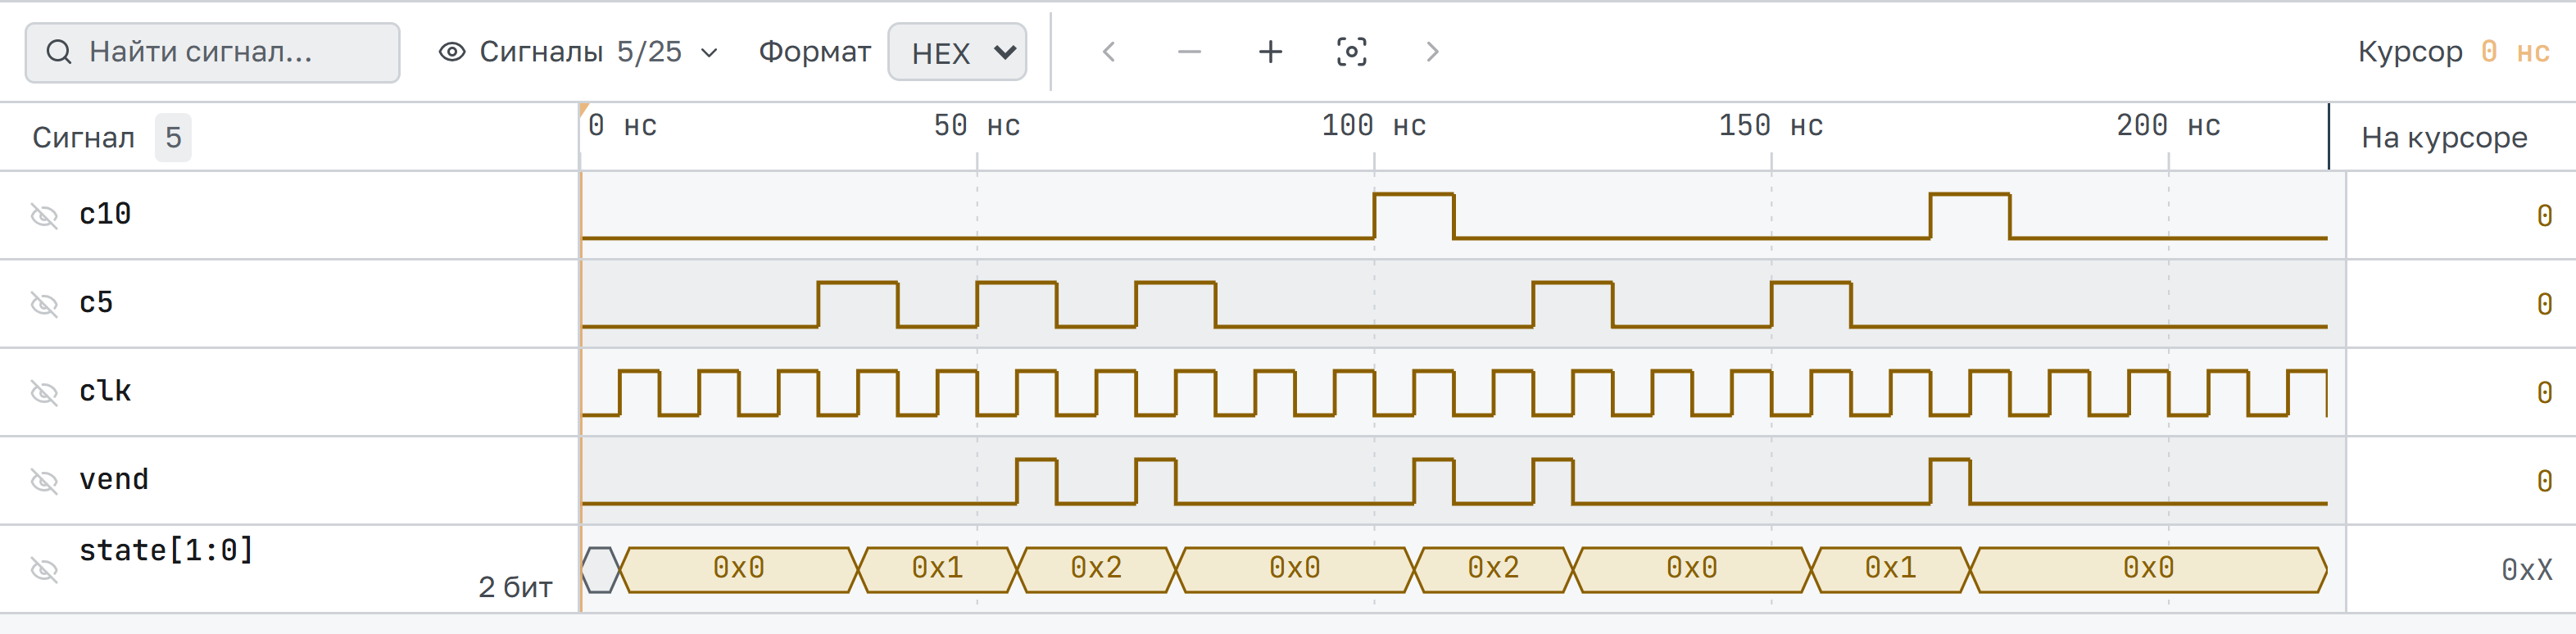 Найти сигнал... Сигналы 5/25 Формат HEX Курсор 0 нс
Сигнал 5 0 нс 50 нс 100 нс 150 нс 200 нс На курсоре
c10 0
c5 0
clk 0
vend 0
state[1:0] 2 бит 0x0 0x1 0x2 0x0 0x2 0x0 0x1 0x0 0xX